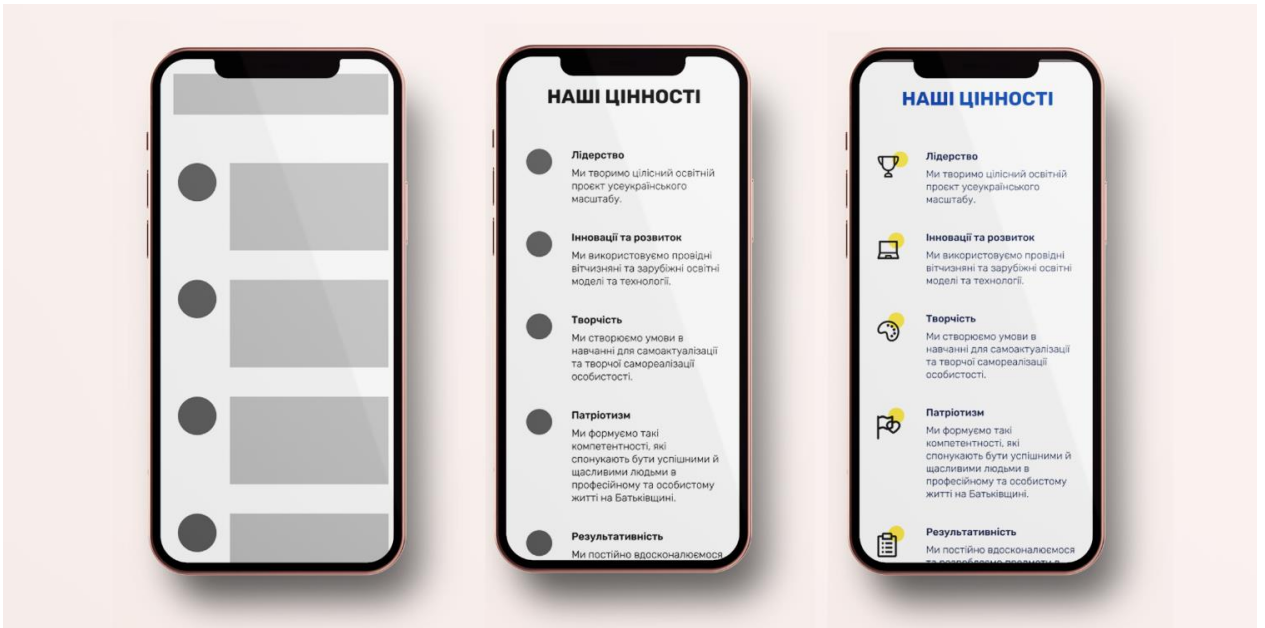 НАШІ ЦІННОСТІ
Лідерство
Ми творимо цілісний освітній
проєкт усеукраїнського
масштабу.
Інновації та розвиток
Ми використовуємо провідні
вітчизняні та зарубіжні освітні
моделі та технології.
Творчість
Ми створюємо умови в
навчанні для самоактуалізації
та творчої самореалізації
особистості.
Патріотизм
Ми формуємо такі
компетентності, які
спонукають бути успішними й
щасливими людьми в
професійному та особистому
житті на Батьківщині.
Результативність
Ми постійно вдосконалюємося
НАШІ ЦІННОСТІ
Лідерство
Ми творимо цілісний освітній
проєкт усеукраїнського
масштабу.
Інновації та розвиток
Ми використовуємо провідні
вітчизняні та зарубіжні освітні
моделі та технології.
Творчість
Ми створюємо умови в
навчанні для самоактуалізації
та творчої самореалізації
особистості.
Патріотизм
Ми формуємо такі
компетентності, які
спонукають бути успішними й
щасливими людьми в
професійному та особистому
житті на Батьківщині.
Результативність
Ми постійно вдосконалюємося